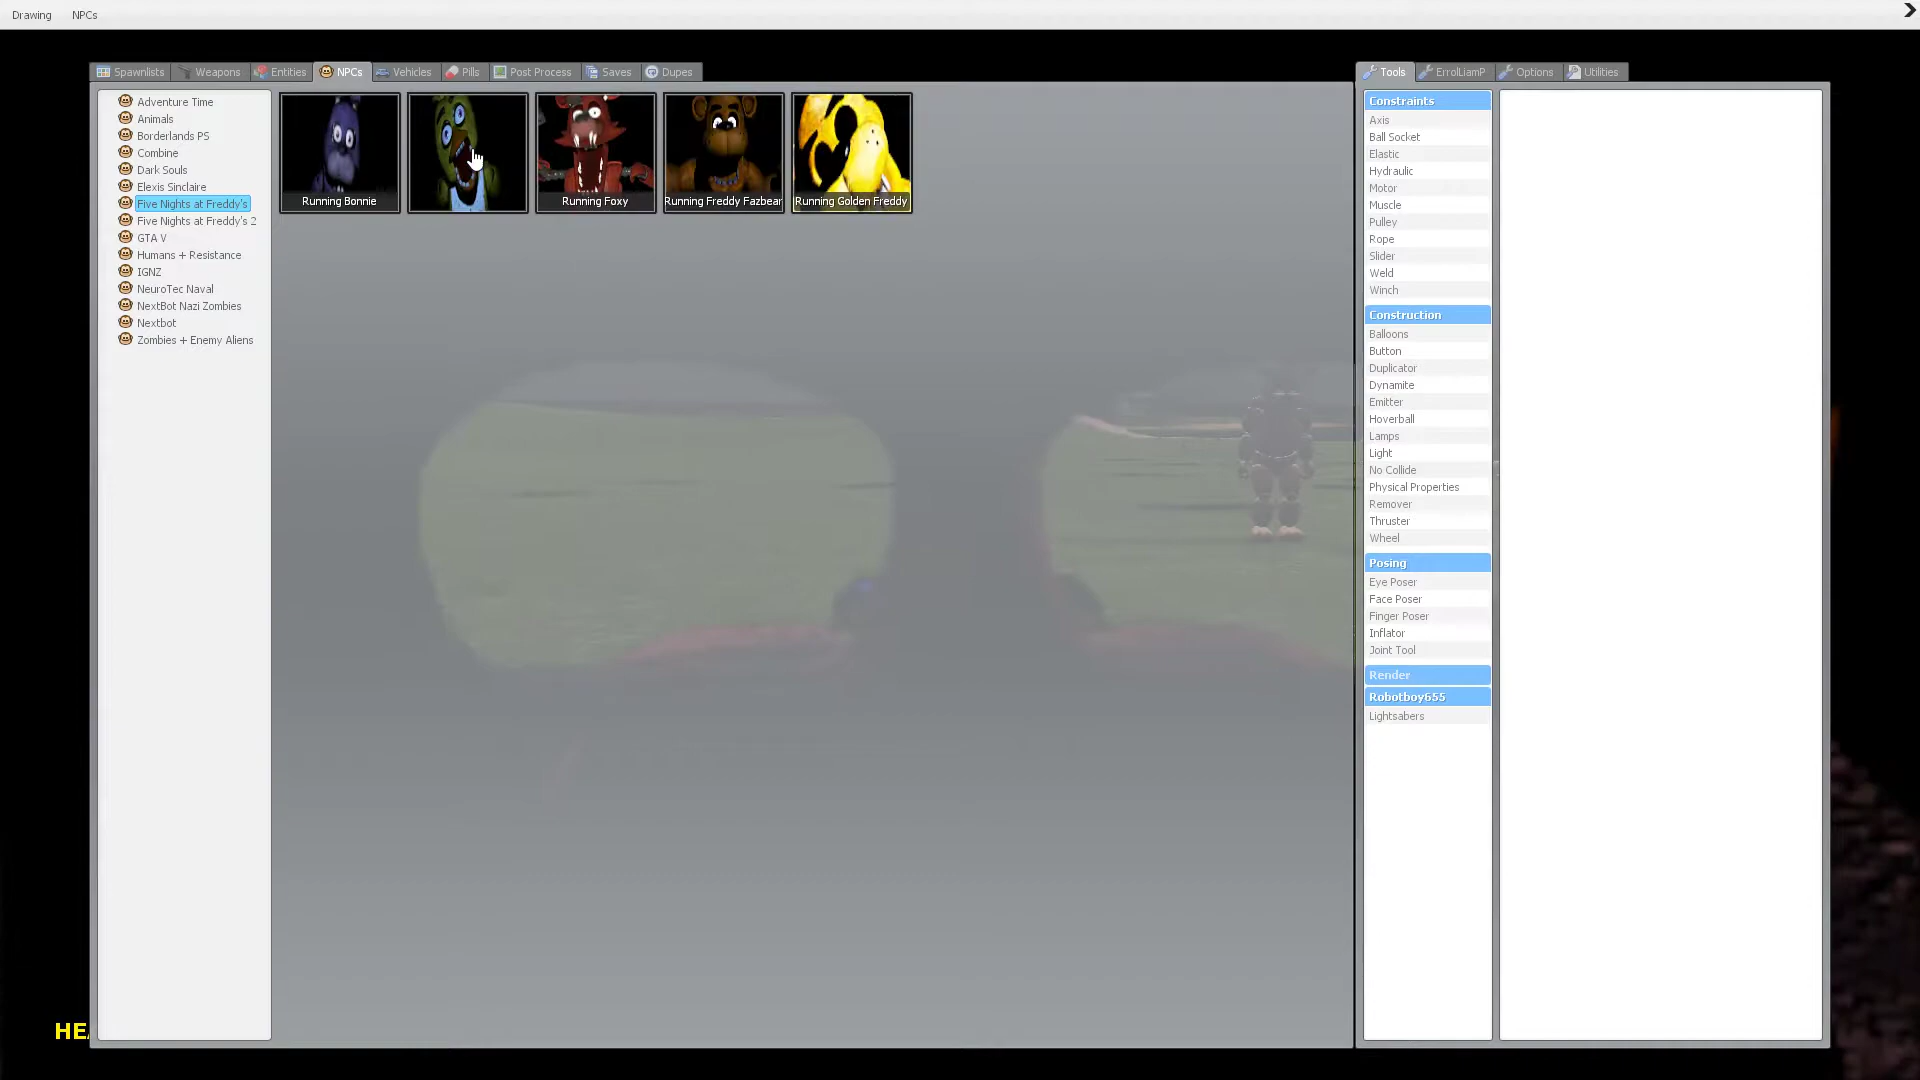 Drawing NPCs
Spawnlists Weapons Entities NPCs Vehicles Pills Post Process Saves Dupes
Adventure Time
Animals
Borderlands PS
Combine
Dark Souls
Elexis Sinclaire
Five Nights at Freddy's
Five Nights at Freddy's 2
GTA V
Humans + Resistance
IGNZ
NeuroTec Naval
NextBot Nazi Zombies
Nextbot
Zombies + Enemy Aliens
Running Bonnie
Running Foxy
Running Freddy Fazbear
Running Golden Freddy
Tools ErrolLiamP Options Utilities
Constraints
Axis
Ball Socket
Elastic
Hydraulic
Motor
Muscle
Pulley
Rope
Slider
Weld
Winch
Construction
Balloons
Button
Duplicator
Dynamite
Emitter
Hoverball
Lamps
Light
No Collide
Physical Properties
Remover
Thruster
Wheel
Posing
Eye Poser
Face Poser
Finger Poser
Inflator
Joint Tool
Render
Robotboy655
Lightsabers